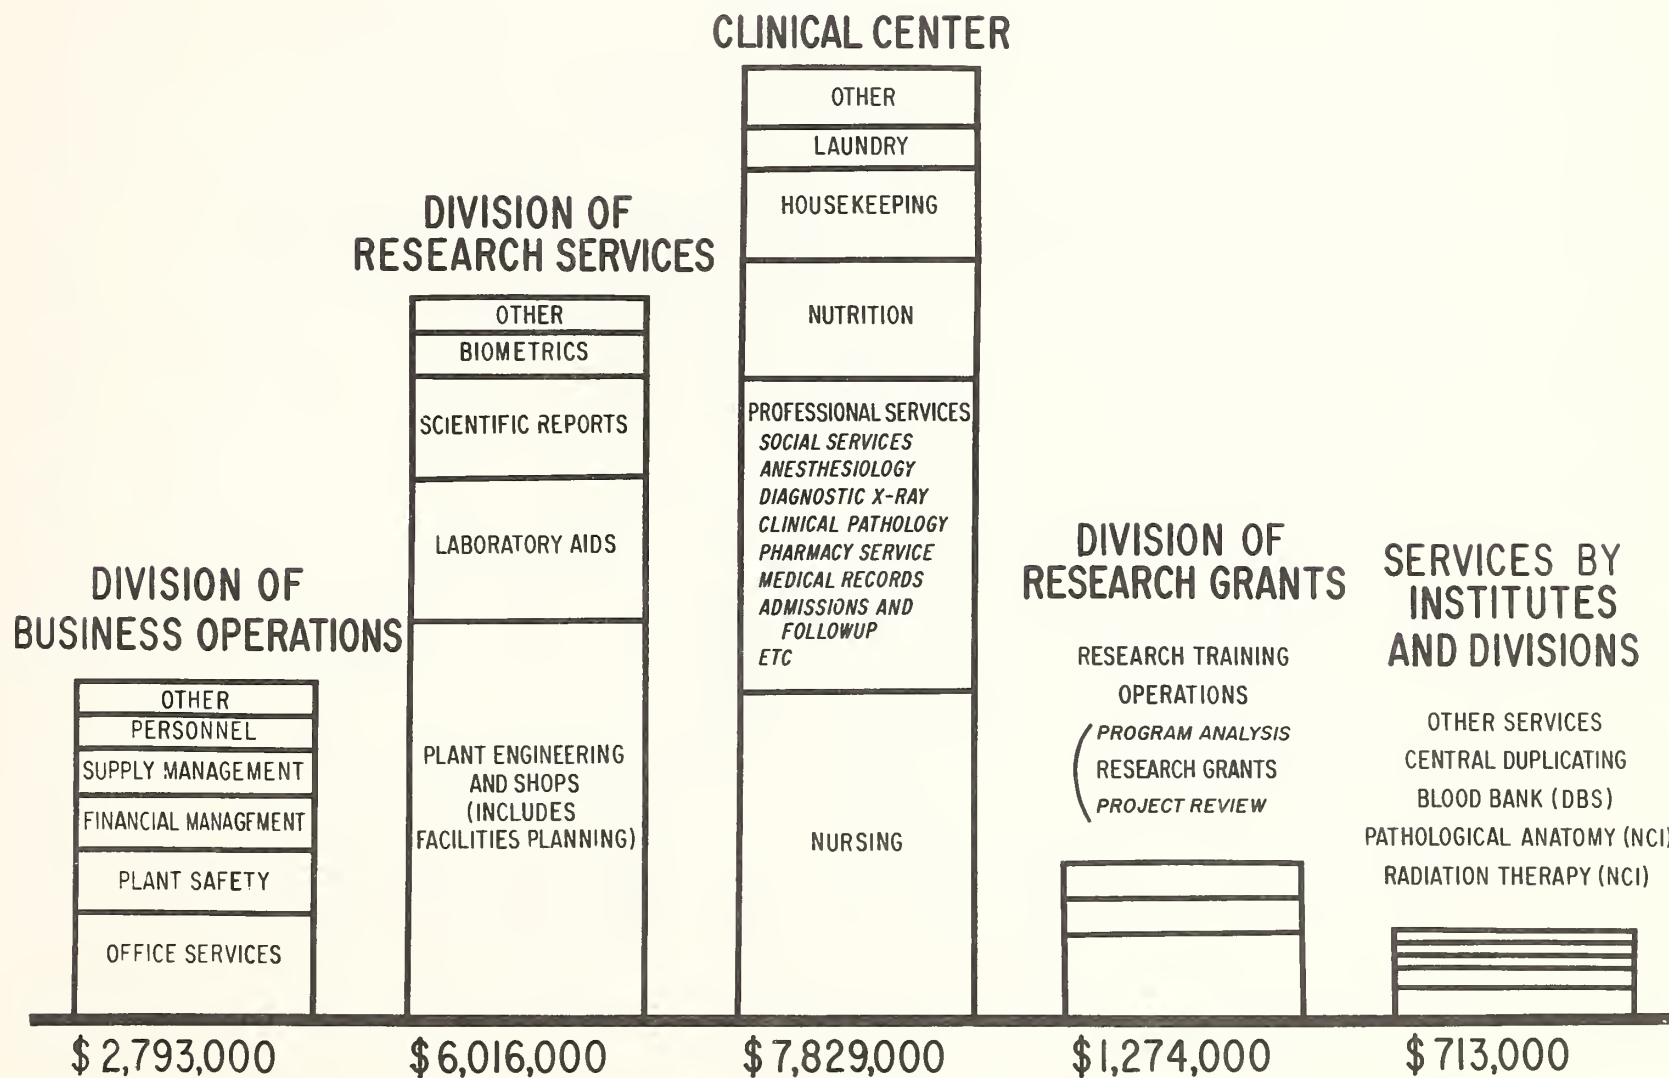 CLINICAL CENTER
OTHER
LAUNDRY
HOUSEKEEPING
NUTRITION
PROFESSIONAL SERVICES
SOCIAL SERVICES
ANESTHESIOLOGY
DIAGNOSTIC X-RAY
CLINICAL PATHOLOGY
PHARMACY SERVICE
MEDICAL RECORDS
ADMISSIONS AND
FOLLOWUP
ETC
NURSING
DIVISION OF
RESEARCH SERVICES
OTHER
BIOMETRICS
SCIENTIFIC REPORTS
LABORATORY AIDS
PLANT ENGINEERING
AND SHOPS
(INCLUDES
FACILITIES PLANNING)
DIVISION OF
BUSINESS OPERATIONS
OTHER
PERSONNEL
SUPPLY MANAGEMENT
FINANCIAL MANAGEMENT
PLANT SAFETY
OFFICE SERVICES
DIVISION OF
RESEARCH GRANTS
RESEARCH TRAINING
OPERATIONS
PROGRAM ANALYSIS
RESEARCH GRANTS
PROJECT REVIEW
SERVICES BY
INSTITUTES
AND DIVISIONS
OTHER SERVICES
CENTRAL DUPLICATING
BLOOD BANK (DBS)
PATHOLOGICAL ANATOMY (NCI)
RADIATION THERAPY (NCI)
$2,793,000
$6,016,000
$7,829,000
$1,274,000
$713,000